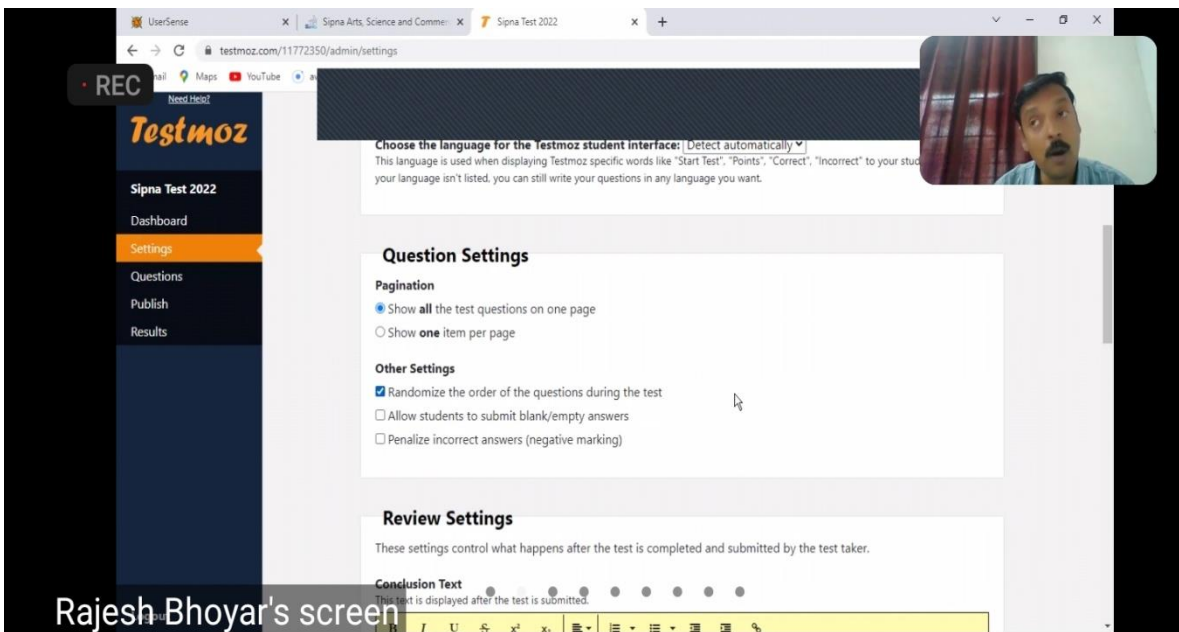 UserSense
Sipna Arts, Science and Commer
Sipna Test 2022
testmoz.com/11772350/admin/settings
REC
Maps
YouTube
Need Help?
Testmoz
Sipna Test 2022
Dashboard
Settings
Questions
Publish
Results
Choose the language for the Testmoz student interface: Detect automatically
This language is used when displaying Testmoz specific words like "Start Test", "Points", "Correct", "Incorrect" to your
your language isn't listed, you can still write your questions in any language you want.
Question Settings
Pagination
Show all the test questions on one page
Show one item per page
Other Settings
Randomize the order of the questions during the test
Allow students to submit blank/empty answers
Penalize incorrect answers (negative marking)
Review Settings
These settings control what happens after the test is completed and submitted by the test taker.
Conclusion Text
This text is displayed after the test is submitted.
B I U S x² x₂
Rajesh Bhoyar's screen